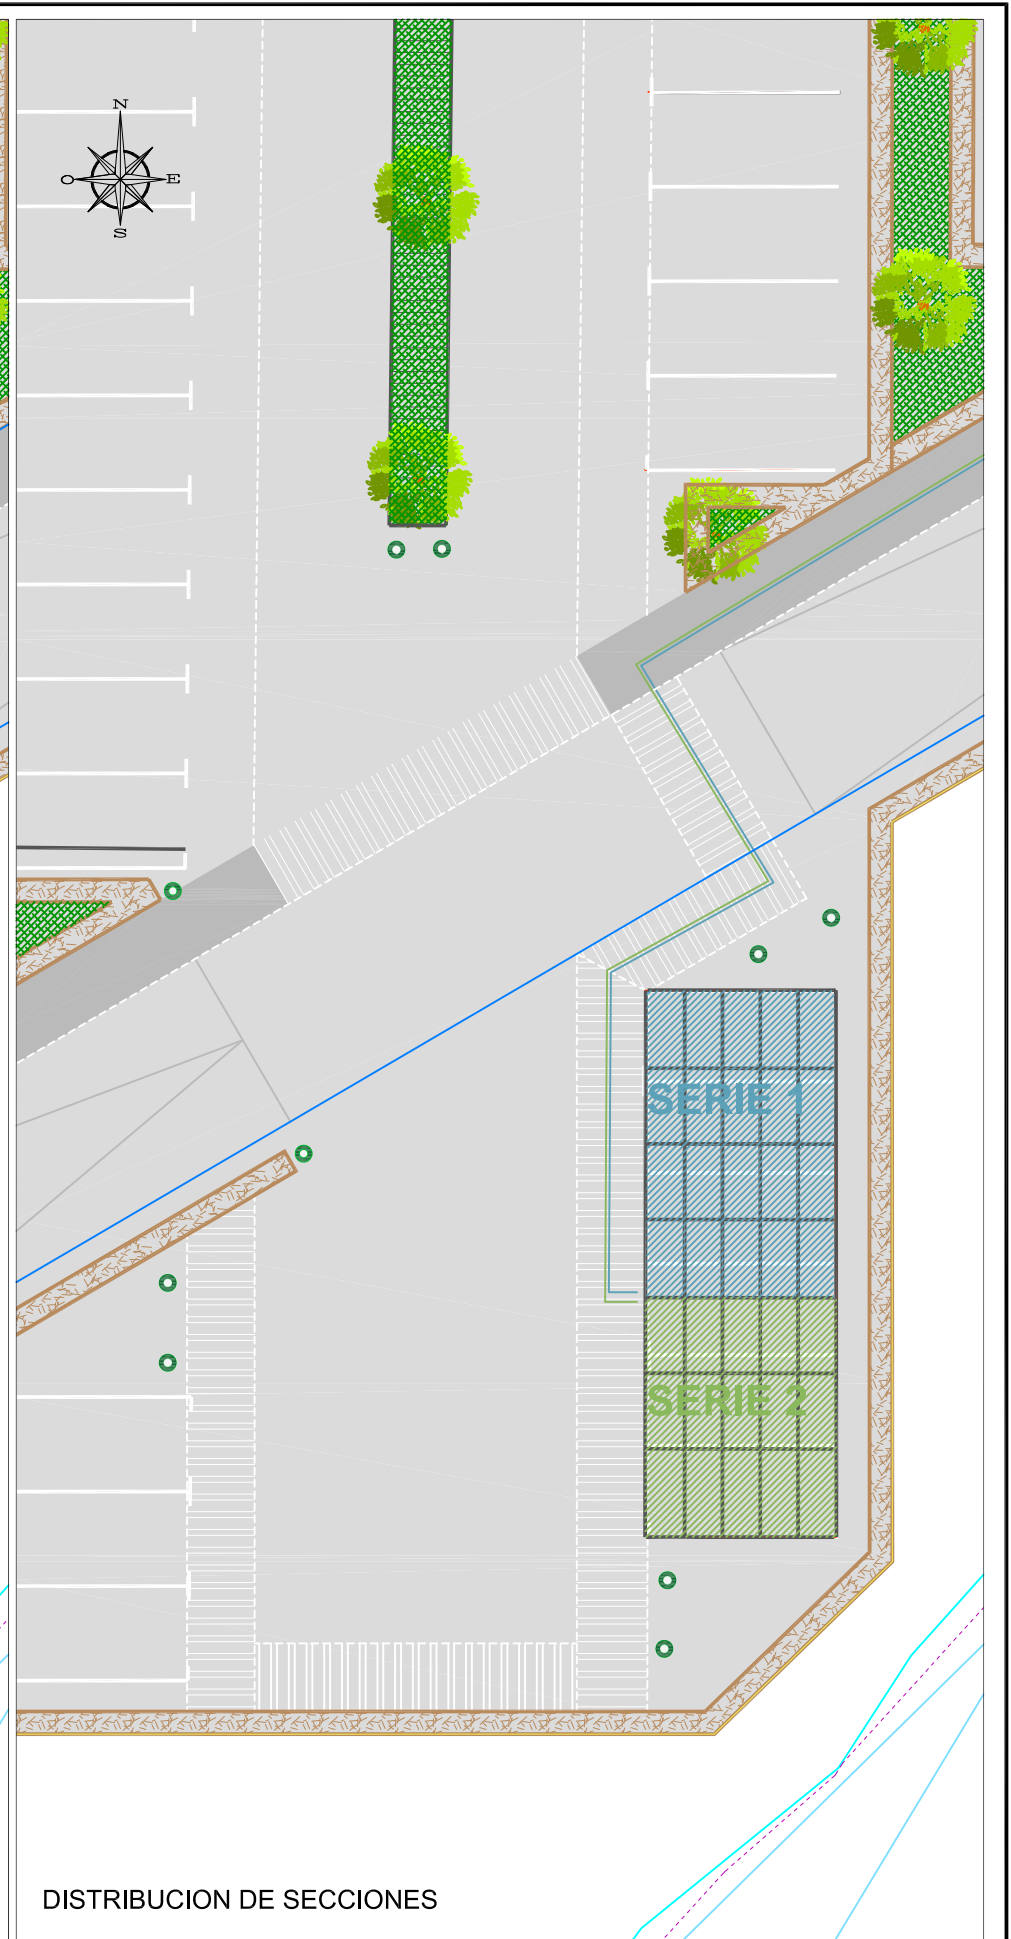 N
O E
S
SERIE 1
SERIE 2
DISTRIBUCION DE SECCIONES